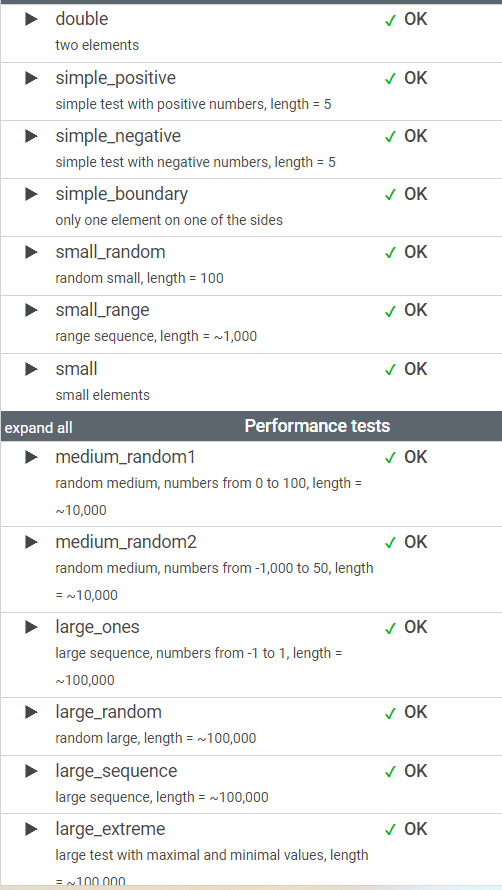 double OK
two elements
simple_positive OK
simple test with positive numbers, length = 5
simple_negative OK
simple test with negative numbers, length = 5
simple_boundary OK
only one element on one of the sides
small_random OK
random small, length = 100
small_range OK
range sequence, length = ~1,000
small OK
small elements
expand all Performance tests
medium_random1 OK
random medium, numbers from 0 to 100, length =
~10,000
medium_random2 OK
random medium, numbers from -1,000 to 50, length
= ~10,000
large_ones OK
large sequence, numbers from -1 to 1, length =
~100,000
large_random OK
random large, length = ~100,000
large_sequence OK
large sequence, length = ~100,000
large_extreme OK
large test with maximal and minimal values, length
= ~100,000